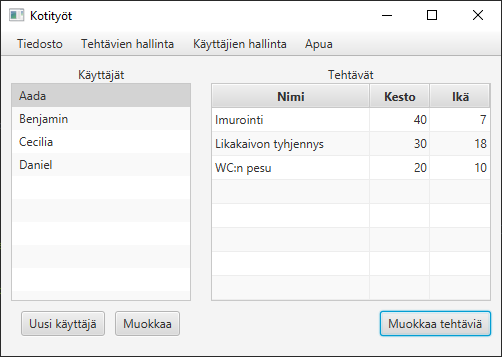 Kotityöt
Tiedosto Tehtävien hallinta Käyttäjien hallinta Apua
Käyttäjät
Aada
Benjamin
Cecilia
Daniel
Uusi käyttäjä Muokkaa
Tehtävät
Nimi Kesto Ikä
Imurointi 40 7
Likakaivon tyhjennys 30 18
WC:n pesu 20 10
Muokkaa tehtäviä